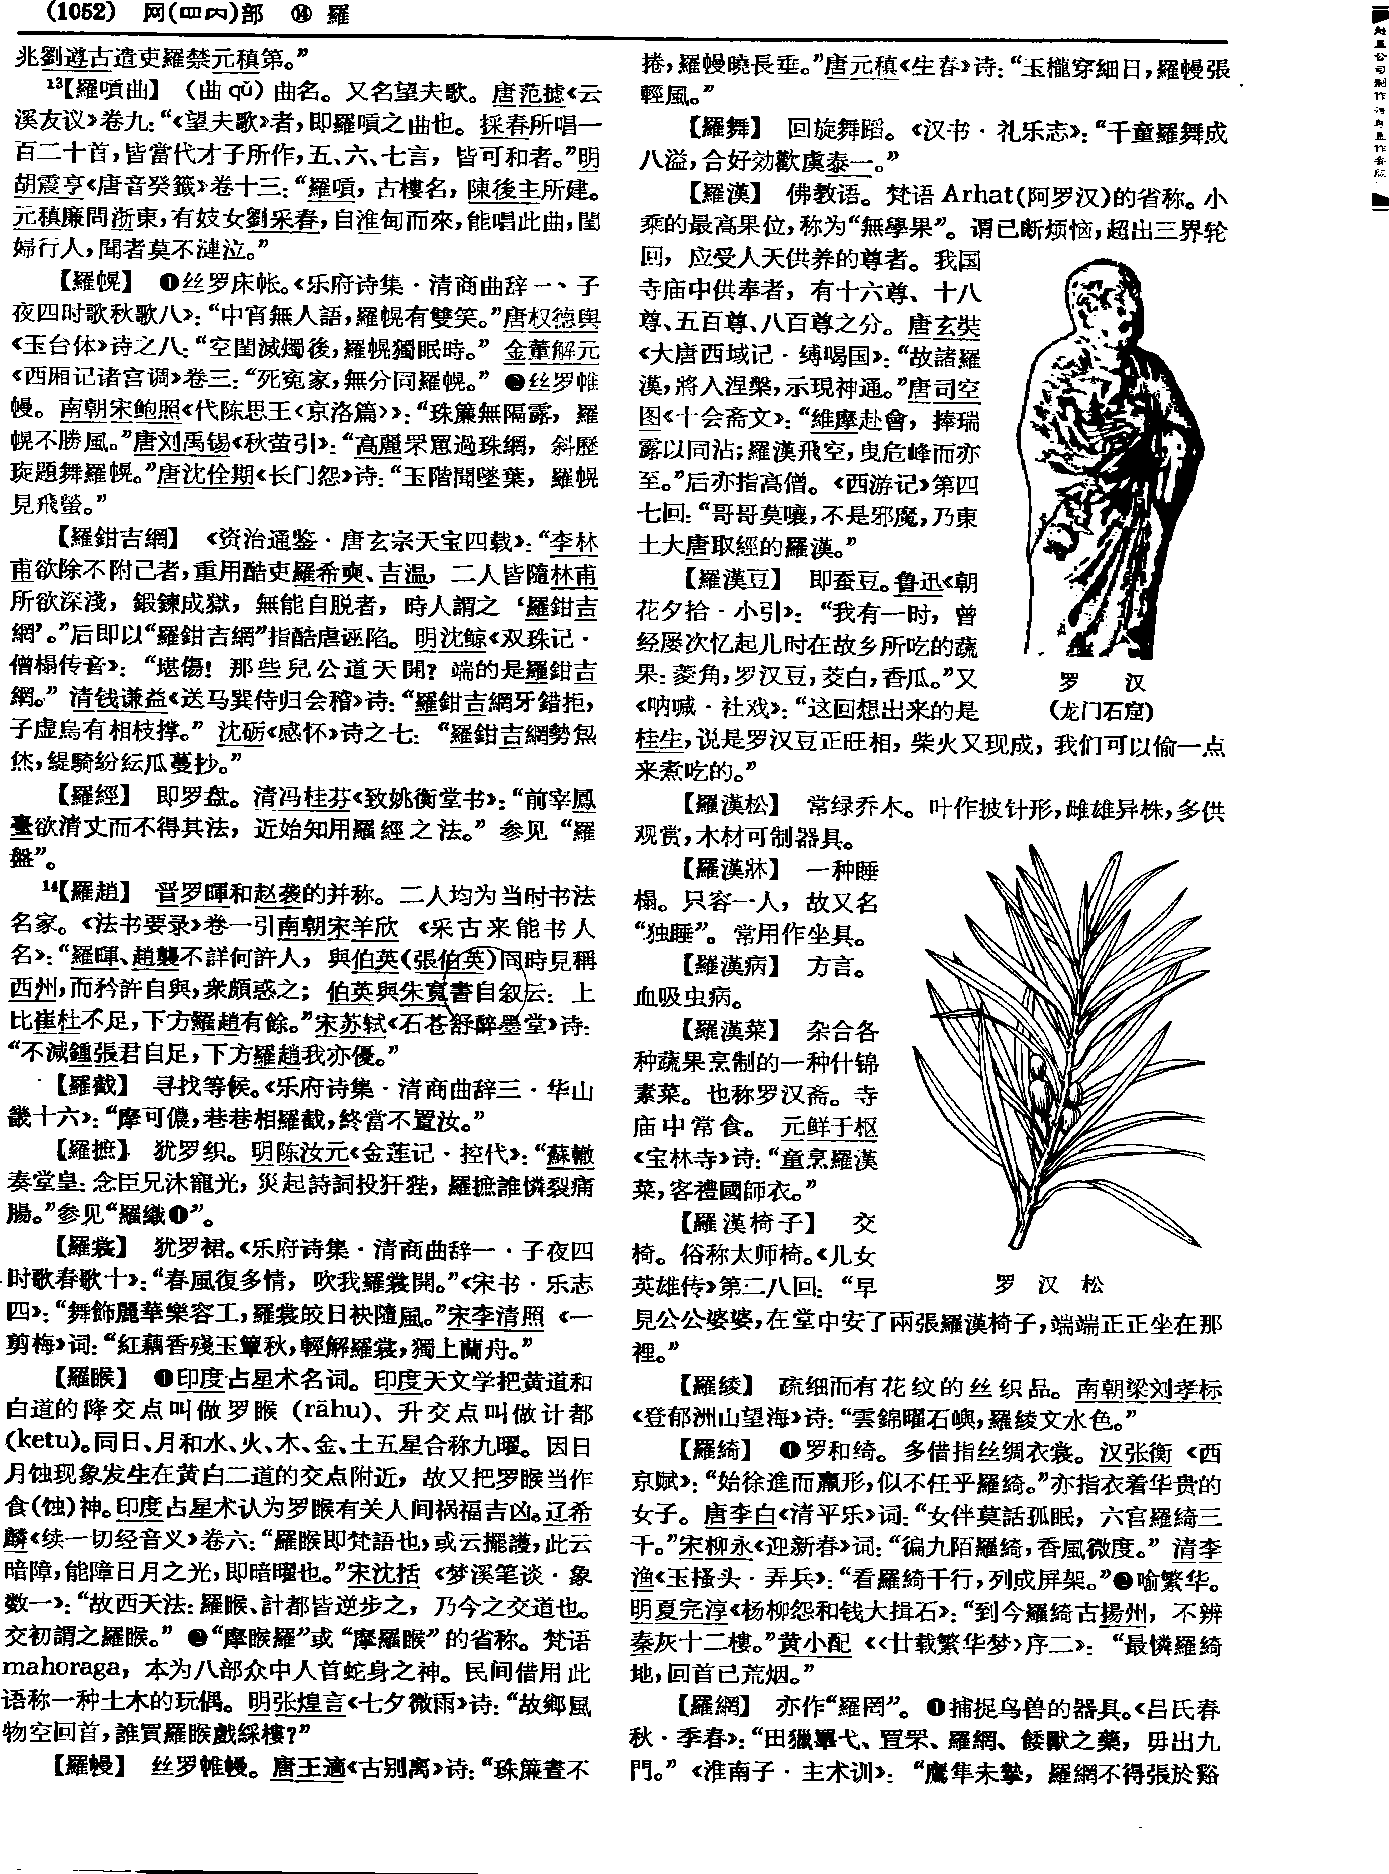 (1052) 网(罒⺳)部 ⑭ 羅
兆劉遵古遣吏羅禁元稹第。”
¹³【羅嗊曲】 （曲 qǔ）曲名。又名望夫歌。唐范摅《云
溪友议》卷九：“《望夫歌》者，即羅嗊之曲也。採春所唱一
百二十首，皆當代才子所作，五、六、七言，皆可和者。”明
胡震亨《唐音癸籤》卷十三：“羅嗊，古樓名，陳後主所建。
元稹廉問浙東，有妓女劉采春，自淮甸而來，能唱此曲，閨
婦行人，聞者莫不漣泣。”
【羅幌】 ❶丝罗床帐。《乐府诗集·清商曲辞一、子
夜四时歌秋歌八》：“中宵無人語，羅幌有雙笑。”唐权德舆
《玉台体》诗之八：“空閨滅燭後，羅幌獨眠時。” 金董解元
《西厢记诸宫调》卷三：“死寃家，無分同羅幌。” ❷丝罗帷
幔。南朝宋鲍照《代陈思王〈京洛篇〉》：“珠簾無隔露，羅
幌不勝風。”唐刘禹锡《秋萤引》：“高麗罘罳過珠網，斜歷
琁題舞羅幌。”唐沈佺期《长门怨》诗：“玉階聞墜葉，羅幌
見飛螢。”
【羅鉗吉網】 《资治通鉴·唐玄宗天宝四载》：“李林
甫欲除不附己者，重用酷吏羅希奭、吉温，二人皆隨林甫
所欲深淺，鍛鍊成獄，無能自脱者，時人謂之‘羅鉗吉
網’。”后即以“羅鉗吉網”指酷虐诬陷。明沈鲸《双珠记·
僧榻传音》：“堪傷！那些兒公道天開？端的是羅鉗吉
網。” 清钱谦益《送马巽侍归会稽》诗：“羅鉗吉網牙錯拒，
子虛烏有相枝撑。” 沈砺《感怀》诗之七：“羅鉗吉網勢炰
烋，緹騎紛紜瓜蔓抄。”
【羅經】 即罗盘。清冯桂芬《致姚衡堂书》：“前宰鳳
臺欲清丈而不得其法，近始知用羅經之法。” 参见“羅
盤”。
¹⁴【羅趙】 晋罗暉和赵袭的并称。二人均为当时书法
名家。《法书要录》卷一引南朝宋羊欣《采古来能书人
名》：“羅暉、趙襲不詳何許人，與伯英（張伯英）同時見稱
西州，而矜許自與，衆頗惑之；伯英與朱寬書自叙云：上
比崔杜不足，下方羅趙有餘。”宋苏轼《石苍舒醉墨堂》诗：
“不減鍾張君自足，下方羅趙我亦優。”
【羅截】 寻找等候。《乐府诗集·清商曲辞三·华山
畿十六》：“摩可儂，巷巷相羅截，終當不置汝。”
【羅摭】 犹罗织。明陈汝元《金莲记·控代》：“蘇轍
奏堂皇：念臣兄沐寵光，災起詩詞投犴狴，羅摭誰憐裂痛
腸。”参见“羅織❶”。
【羅裳】 犹罗裙。《乐府诗集·清商曲辞一·子夜四
时歌春歌十》：“春風復多情，吹我羅裳開。”《宋书·乐志
四》：“舞飾麗華樂容工，羅裳皎日袂隨風。”宋李清照《一
剪梅》词：“紅藕香殘玉簟秋，輕解羅裳，獨上蘭舟。”
【羅睺】 ❶印度占星术名词。印度天文学把黄道和
白道的降交点叫做罗睺 (rāhu)、升交点叫做计都
(ketu)。同日、月和水、火、木、金、土五星合称九曜。因日
月蚀现象发生在黄白二道的交点附近，故又把罗睺当作
食（蚀）神。印度占星术认为罗睺有关人间祸福吉凶。辽希
麟《续一切经音义》卷六：“羅睺即梵語也，或云擺護，此云
暗障，能障日月之光，即暗曜也。”宋沈括《梦溪笔谈·象
数一》：“故西天法：羅睺、計都皆逆步之，乃今之交道也。
交初謂之羅睺。” ❷“摩睺羅”或“摩羅睺”的省称。梵语
mahoraga，本为八部众中人首蛇身之神。民间借用此
语称一种土木的玩偶。明张煌言《七夕微雨》诗：“故鄉風
物空回首，誰買羅睺戲綵樓？”
【羅幔】 丝罗帷幔。唐王適《古别离》诗：“珠簾晝不
捲，羅幔曉長垂。”唐元稹《生春》诗：“玉櫳穿細日，羅幔張
輕風。”
【羅舞】 回旋舞蹈。《汉书·礼乐志》：“千童羅舞成
八溢，合好効歡虞泰一。”
【羅漢】 佛教语。梵语 Arhat(阿罗汉)的省称。小
乘的最高果位，称为“無學果”。谓已断烦恼，超出三界轮
回，应受人天供养的尊者。我国
寺庙中供奉者，有十六尊、十八
尊、五百尊、八百尊之分。唐玄奘
《大唐西域记·缚喝国》：“故諸羅
漢，將入涅槃，示現神通。”唐司空
图《十会斋文》：“維摩赴會，捧瑞
露以同沾；羅漢飛空，曳危峰而亦
至。”后亦指高僧。《西游记》第四
七回：“哥哥莫嚷，不是邪魔，乃東
土大唐取經的羅漢。”
【羅漢豆】 即蚕豆。鲁迅《朝
花夕拾·小引》：“我有一时，曾
经屡次忆起儿时在故乡所吃的蔬
果：菱角，罗汉豆，茭白，香瓜。”又
《呐喊·社戏》：“这回想出来的是
罗 汉
(龙门石窟)
桂生，说是罗汉豆正旺相，柴火又现成，我们可以偷一点
来煮吃的。”
【羅漢松】 常绿乔木。叶作披针形，雌雄异株，多供
观赏，木材可制器具。
【羅漢牀】 一种睡
榻。只容一人，故又名
“独睡”。常用作坐具。
【羅漢病】 方言。
血吸虫病。
【羅漢菜】 杂合各
种蔬果烹制的一种什锦
素菜。也称罗汉斋。寺
庙中常食。元鲜于枢
《宝林寺》诗：“童烹羅漢
菜，客禮國師衣。”
【羅漢椅子】 交
椅。俗称太师椅。《儿女
英雄传》第二八回：“早
罗 汉 松
見公公婆婆，在堂中安了兩張羅漢椅子，端端正正坐在那
裡。”
【羅綾】 疏细而有花纹的丝织品。南朝梁刘孝标
《登郁洲山望海》诗：“雲錦曜石嶼，羅綾文水色。”
【羅綺】 ❶罗和绮。多借指丝绸衣裳。汉张衡《西
京赋》：“始徐進而羸形，似不任乎羅綺。”亦指衣着华贵的
女子。唐李白《清平乐》词：“女伴莫話孤眠，六宫羅綺三
千。”宋柳永《迎新春》词：“徧九陌羅綺，香風微度。” 清李
渔《玉搔头·弄兵》：“看羅綺千行，列成屏架。”❷喻繁华。
明夏完淳《杨柳怨和钱大揖石》：“到今羅綺古揚州，不辨
秦灰十二樓。”黄小配《〈廿载繁华梦〉序二》：“最憐羅綺
地，回首已荒烟。”
【羅網】 亦作“羅罔”。❶捕捉鸟兽的器具。《吕氏春
秋·季春》：“田獵罼弋、罝罘、羅網、餧獸之藥，毋出九
門。” 《淮南子·主术训》：“鷹隼未摯，羅網不得張於谿